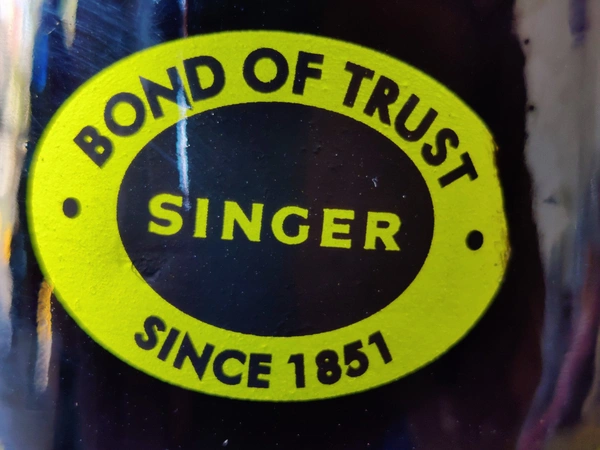 BOND OF TRUST
SINGER
SINCE 1851